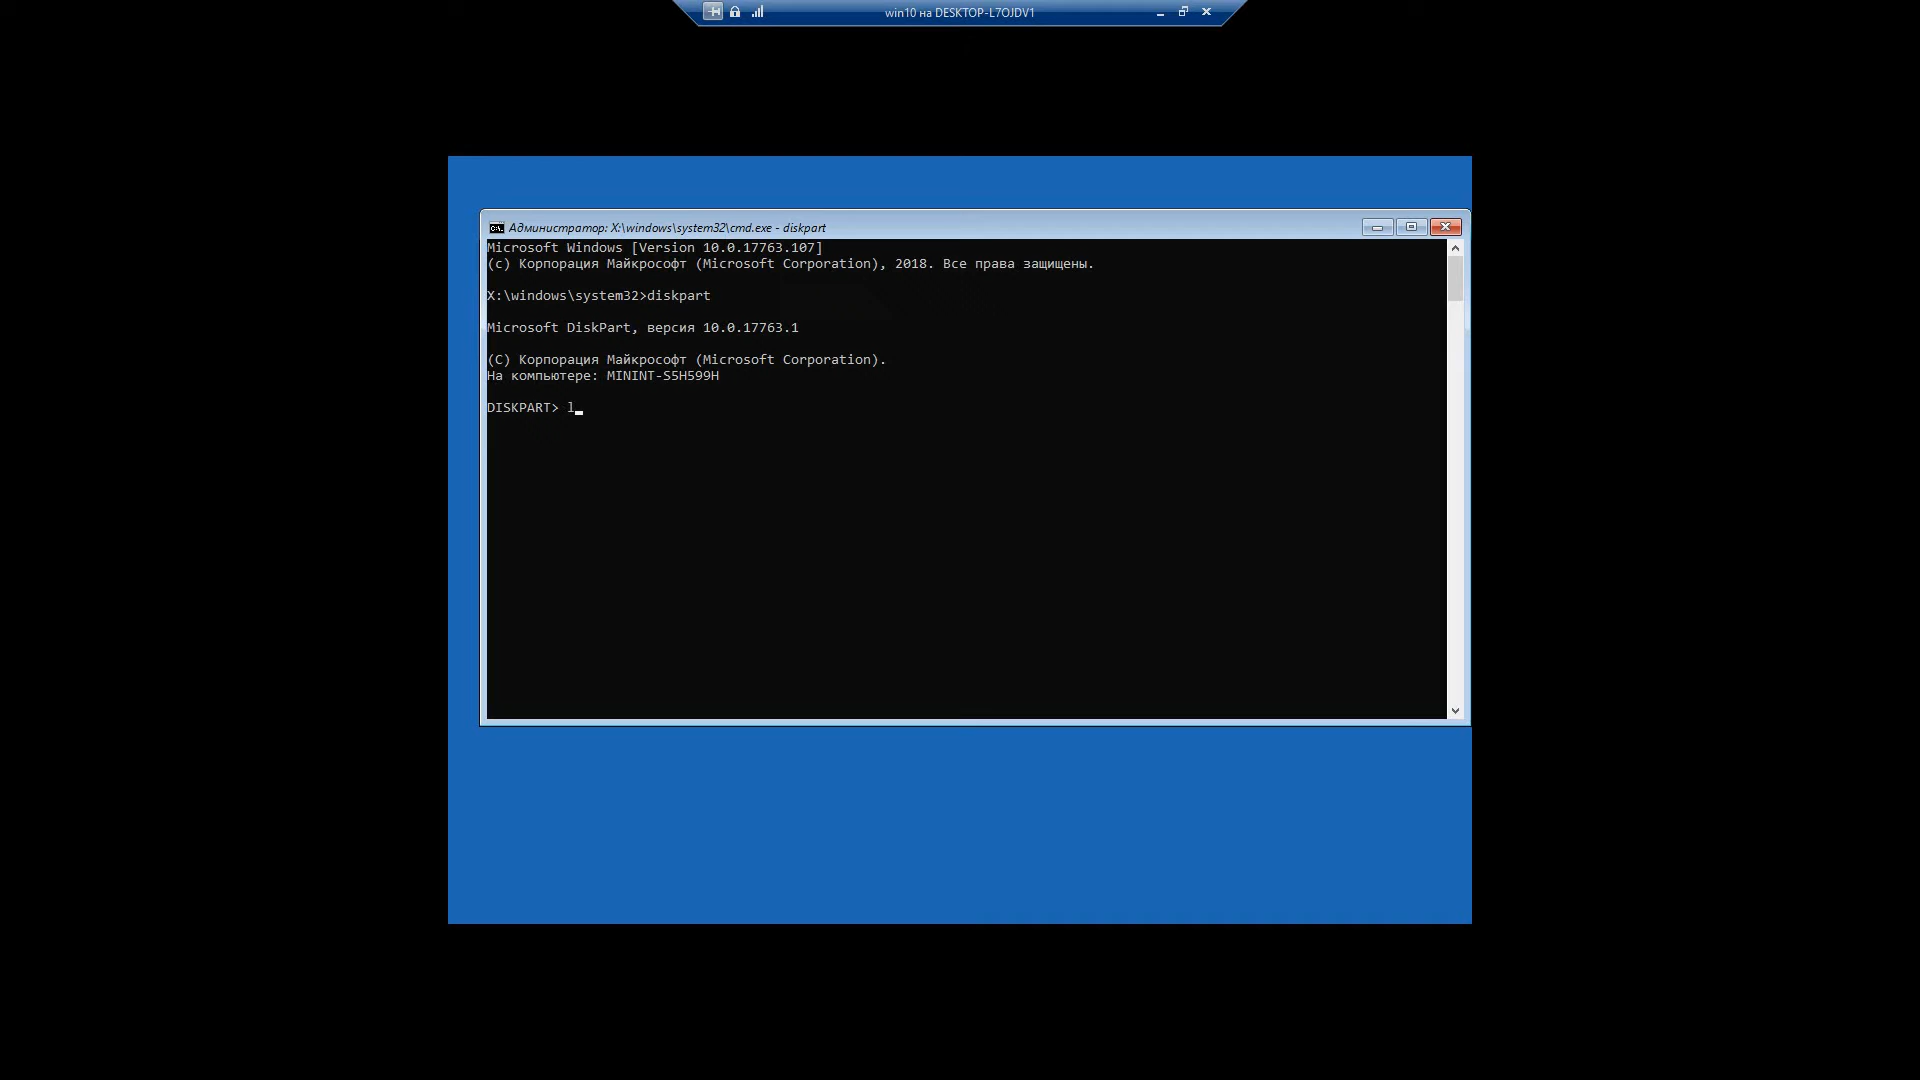 win10 на DESKTOP-L7OJDV1
Администратор: X:\windows\system32\cmd.exe - diskpart
Microsoft Windows [Version 10.0.17763.107]
(c) Корпорация Майкрософт (Microsoft Corporation), 2018. Все права защищены.
X:\windows\system32>diskpart
Microsoft DiskPart, версия 10.0.17763.1
(C) Корпорация Майкрософт (Microsoft Corporation).
На компьютере: MININT-S5H599H
DISKPART> l